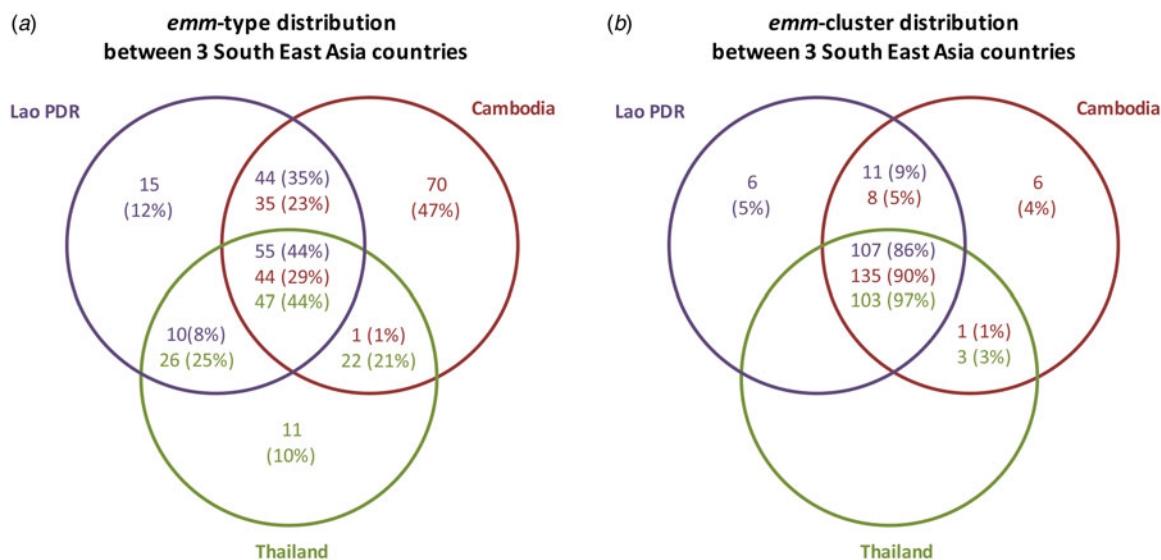 (a)
emm-type distribution
between 3 South East Asia countries
Lao PDR
Cambodia
15
(12%)
44 (35%)
35 (23%)
70
(47%)
55 (44%)
44 (29%)
47 (44%)
10(8%)
26 (25%)
1 (1%)
22 (21%)
11
(10%)
Thailand
(b)
emm-cluster distribution
between 3 South East Asia countries
Lao PDR
Cambodia
6
(5%)
11 (9%)
8 (5%)
6
(4%)
107 (86%)
135 (90%)
103 (97%)
1 (1%)
3 (3%)
Thailand